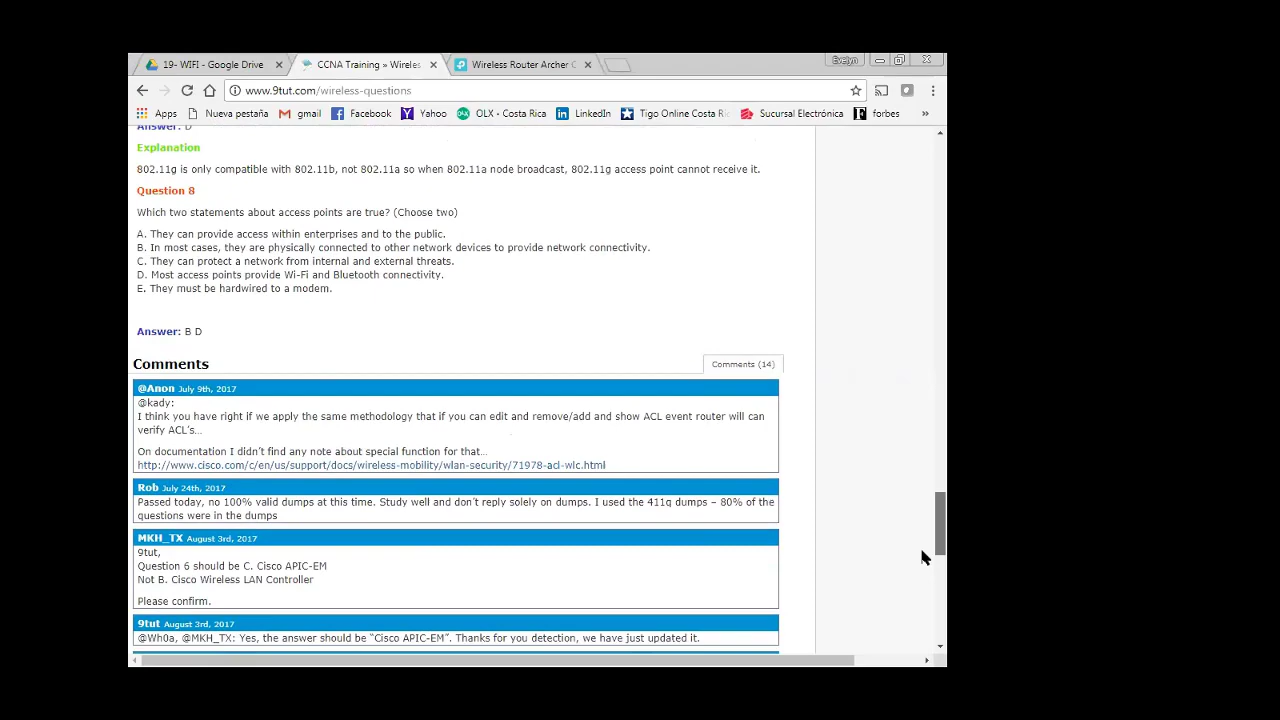 19- WIFI - Google Drive
CCNA Training » Wireles
Wireless Router Archer C
Evelyn
www.9tut.com/wireless-questions
Apps
Nueva pestaña
gmail
Facebook
Yahoo
OLX - Costa Rica
LinkedIn
Tigo Online Costa Ri
Sucursal Electrónica
forbes
»
Answer: D
Explanation
802.11g is only compatible with 802.11b, not 802.11a so when 802.11a node broadcast, 802.11g access point cannot receive it.
Question 8
Which two statements about access points are true? (Choose two)
A. They can provide access within enterprises and to the public.
B. In most cases, they are physically connected to other network devices to provide network connectivity.
C. They can protect a network from internal and external threats.
D. Most access points provide Wi-Fi and Bluetooth connectivity.
E. They must be hardwired to a modem.
Answer: B D
Comments
Comments (14)
@Anon July 9th, 2017
@kady:
I think you have right if we apply the same methodology that if you can edit and remove/add and show ACL event router will can
verify ACL's…
On documentation I didn't find any note about special function for that…
http://www.cisco.com/c/en/us/support/docs/wireless-mobility/wlan-security/71978-acl-wlc.html
Rob July 24th, 2017
Passed today, no 100% valid dumps at this time. Study well and don't reply solely on dumps. I used the 411q dumps – 80% of the
questions were in the dumps
MKH_TX August 3rd, 2017
9tut,
Question 6 should be C. Cisco APIC-EM
Not B. Cisco Wireless LAN Controller
Please confirm.
9tut August 3rd, 2017
@Wh0a, @MKH_TX: Yes, the answer should be "Cisco APIC-EM". Thanks for you detection, we have just updated it.